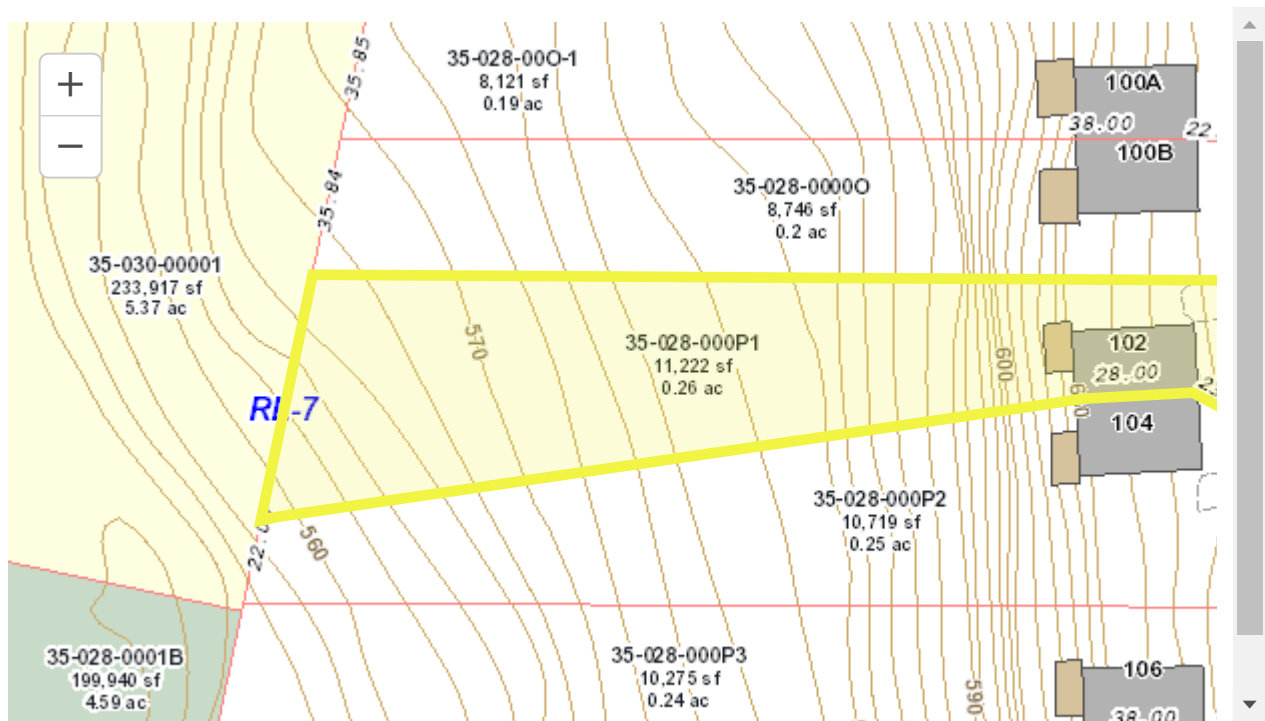 +
−
35.85
35-028-00O-1
8,121 sf
0.19 ac
100A
38.00
22.
100B
35.84
35-028-0000O
8,746 sf
0.2 ac
35-030-00001
233,917 sf
5.37 ac
570
35-028-000P1
11,222 sf
0.26 ac
600
102
28.00
104
35-028-000P2
10,719 sf
0.25 ac
560
35-028-0001B
199,940 sf
4.59 ac
35-028-000P3
10,275 sf
0.24 ac
590
106
38.00